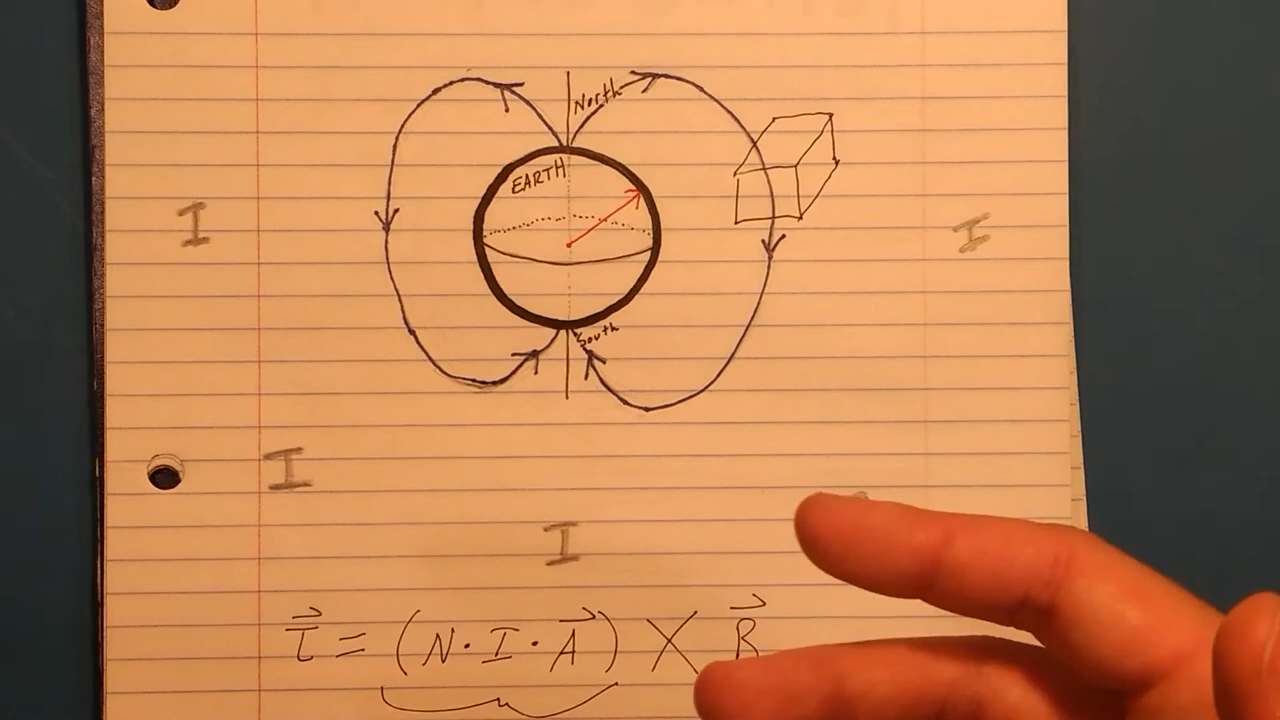 North
EARTH
I I
South
I
I
τ⃗ = (N·I·A⃗) X B⃗